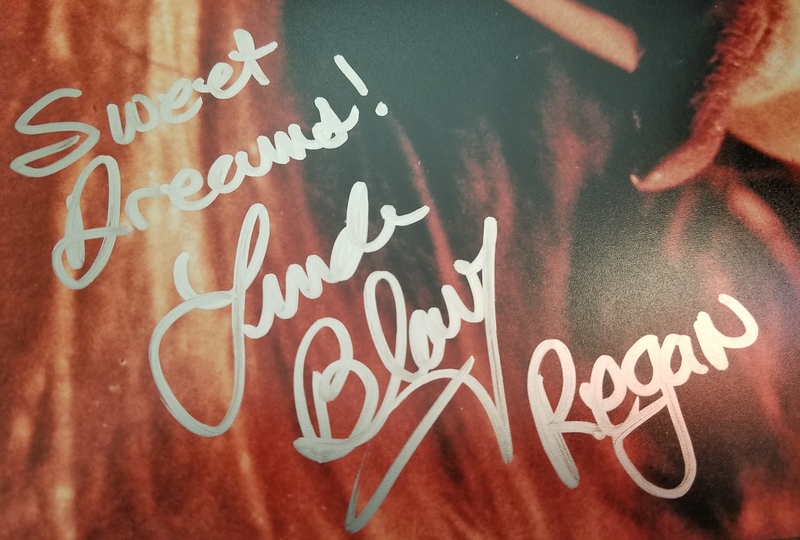 Sweet
Dreams!
Linda
Blair
Regan